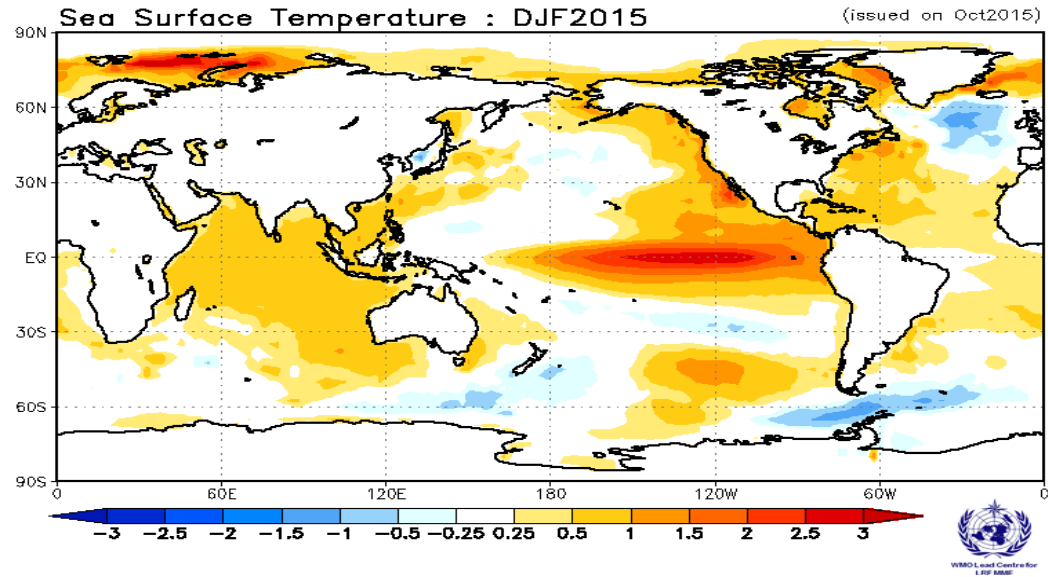 Sea Surface Temperature : DJF2015
(issued on Oct2015)
90N
60N
30N
EQ
30S
60S
90S
0 60E 120E 180 120W 60W 0
-3 -2.5 -2 -1.5 -1 -0.5 -0.25 0.25 0.5 1 1.5 2 2.5 3
WMO Lead Centre for
LRF MME